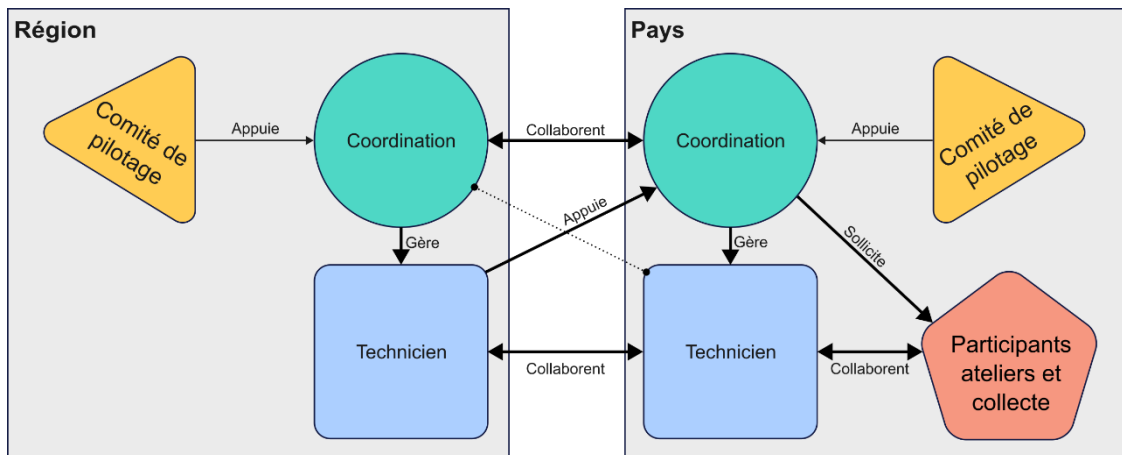 Région
Pays
Comité de
pilotage
Appuie
Coordination
Collaborent
Coordination
Appuie
Comité de
pilotage
Gère
Appuie
Gère
Sollicite
Technicien
Collaborent
Technicien
Collaborent
Participants
ateliers et
collecte